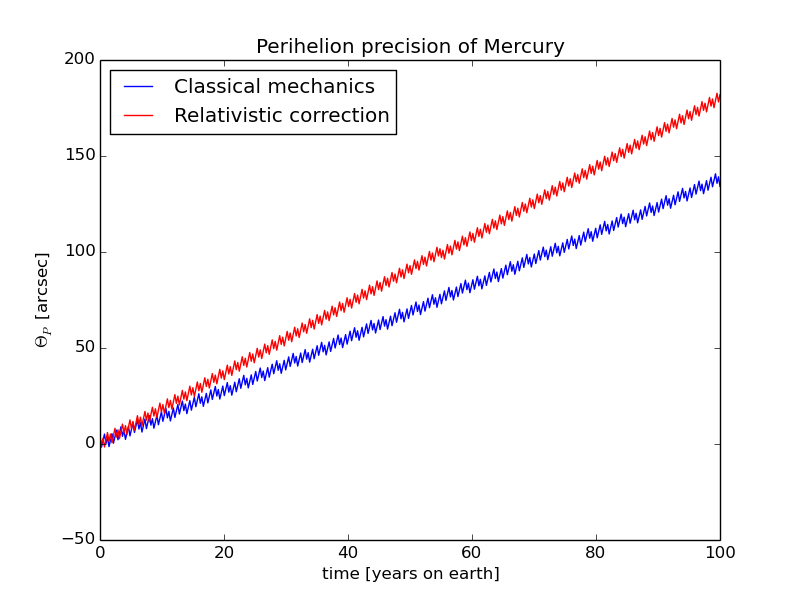 Perihelion precision of Mercury
200
Classical mechanics
Relativistic correction
150
100
Θ_P [arcsec]
50
0
−50
0 20 40 60 80 100
time [years on earth]